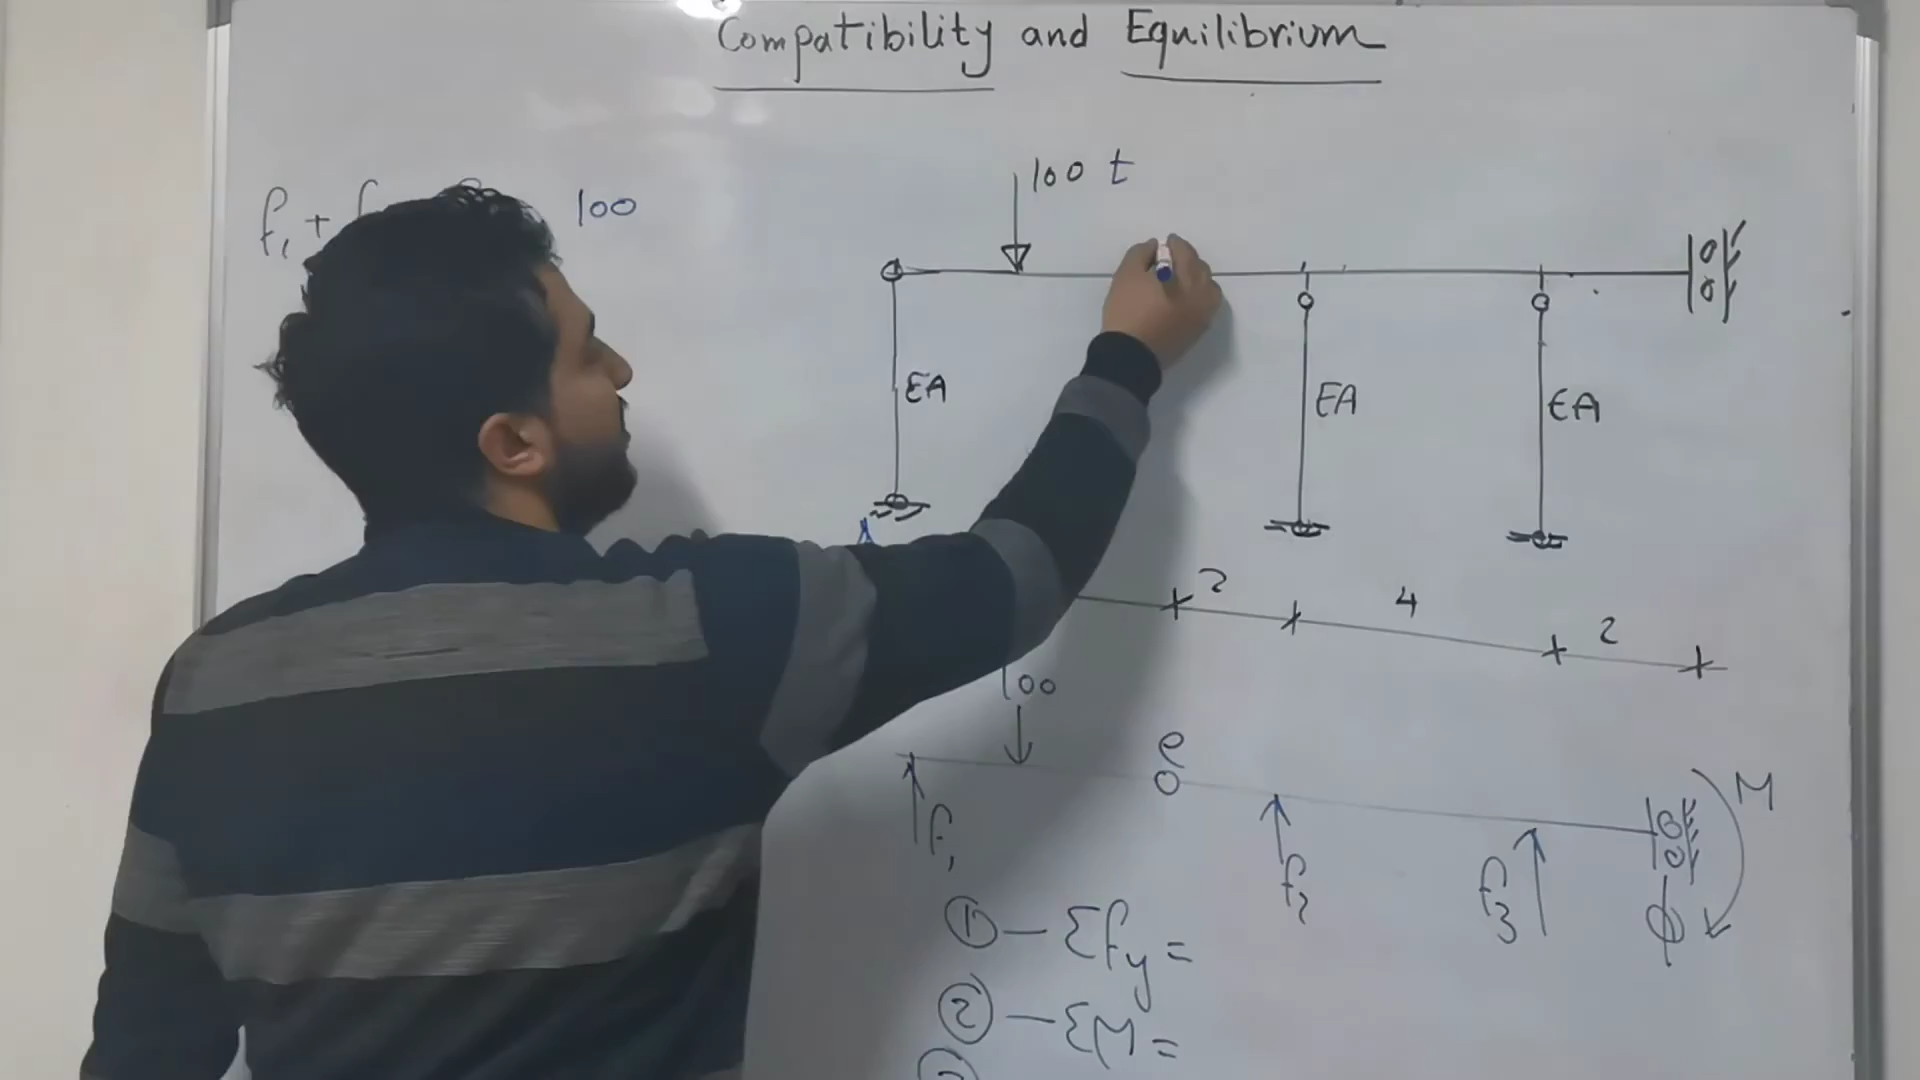 Compatibility and Equilibrium
f₁ +
100
100 t
EA
EA
EA
2
4
2
100
e
M
f₁
f₂
f₃
① — Σfy =
② — ΣM =